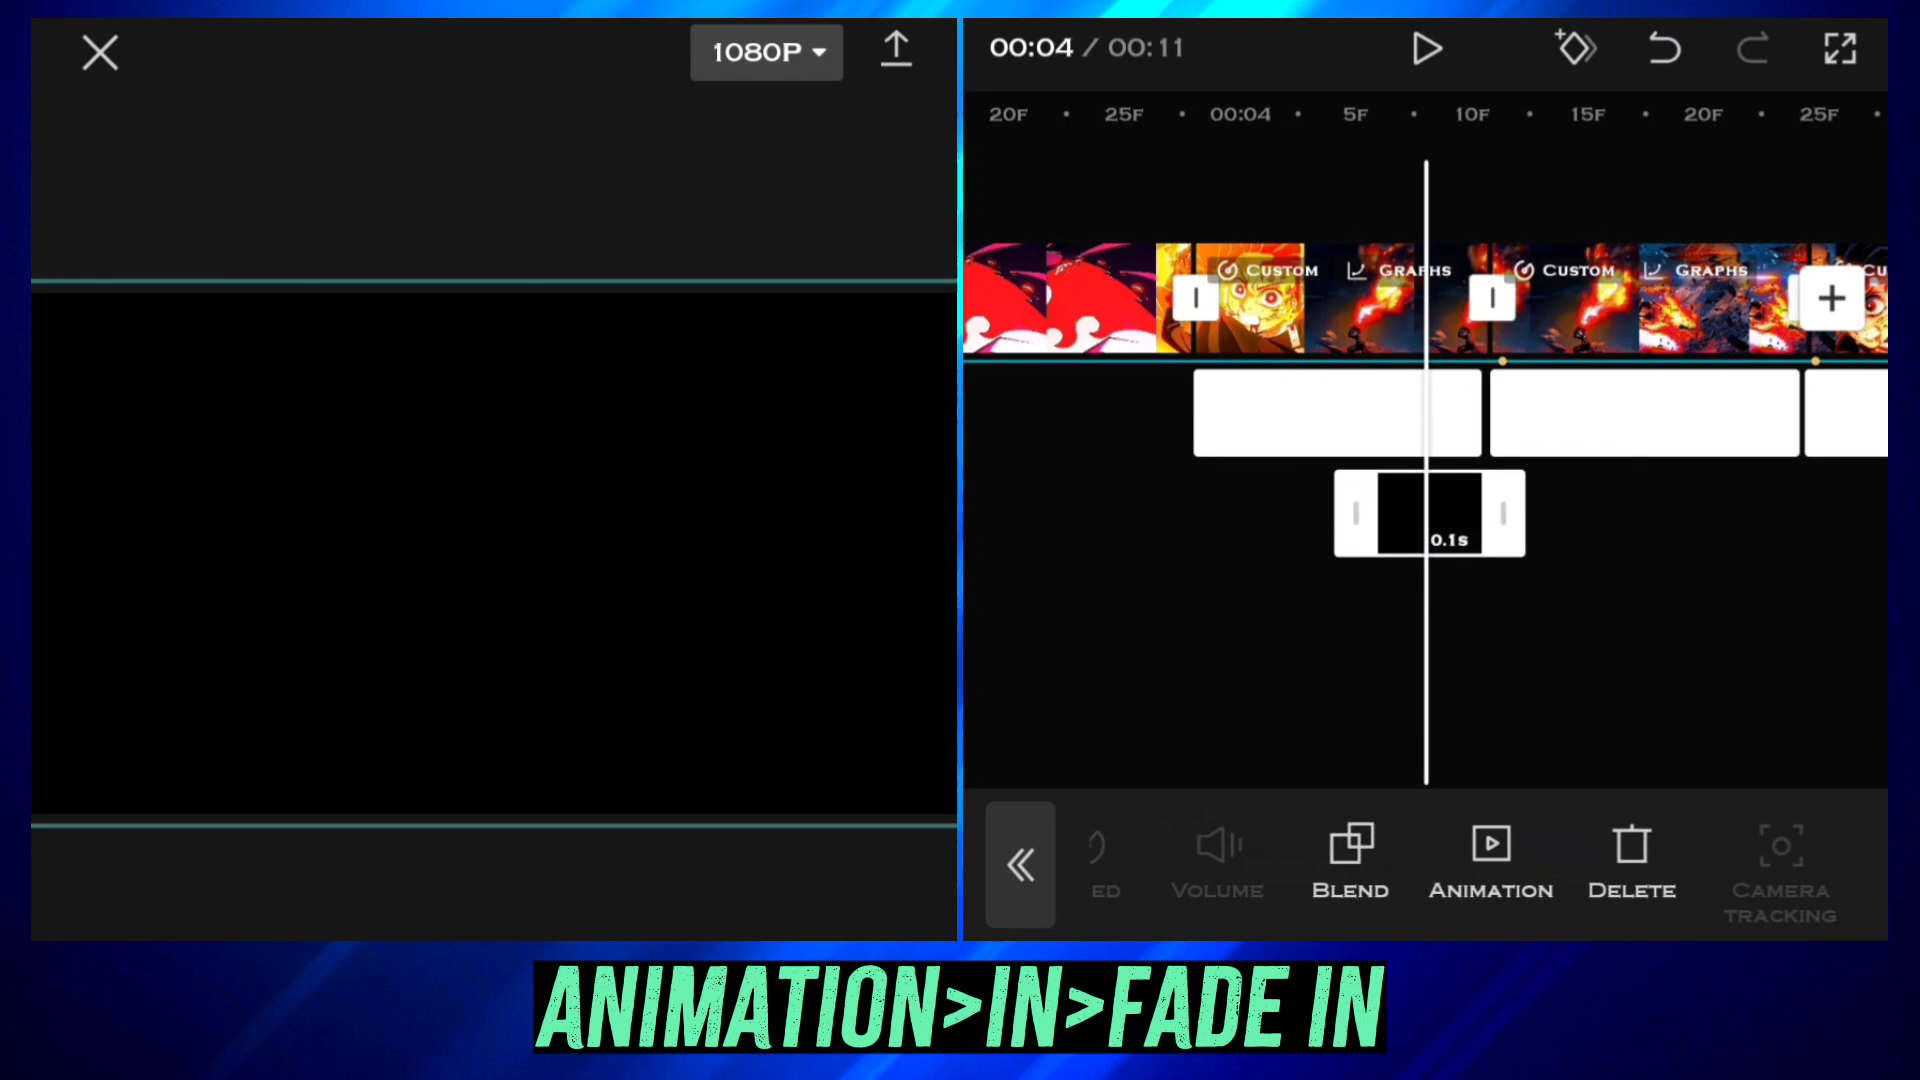 1080P
00:04 / 00:11
20F 25F 00:04 5F 10F 15F 20F 25F
CUSTOM GRAPHS CUSTOM GRAPHS CU
0.1s
ED VOLUME BLEND ANIMATION DELETE CAMERA
TRACKING
ANIMATION>IN>FADE IN